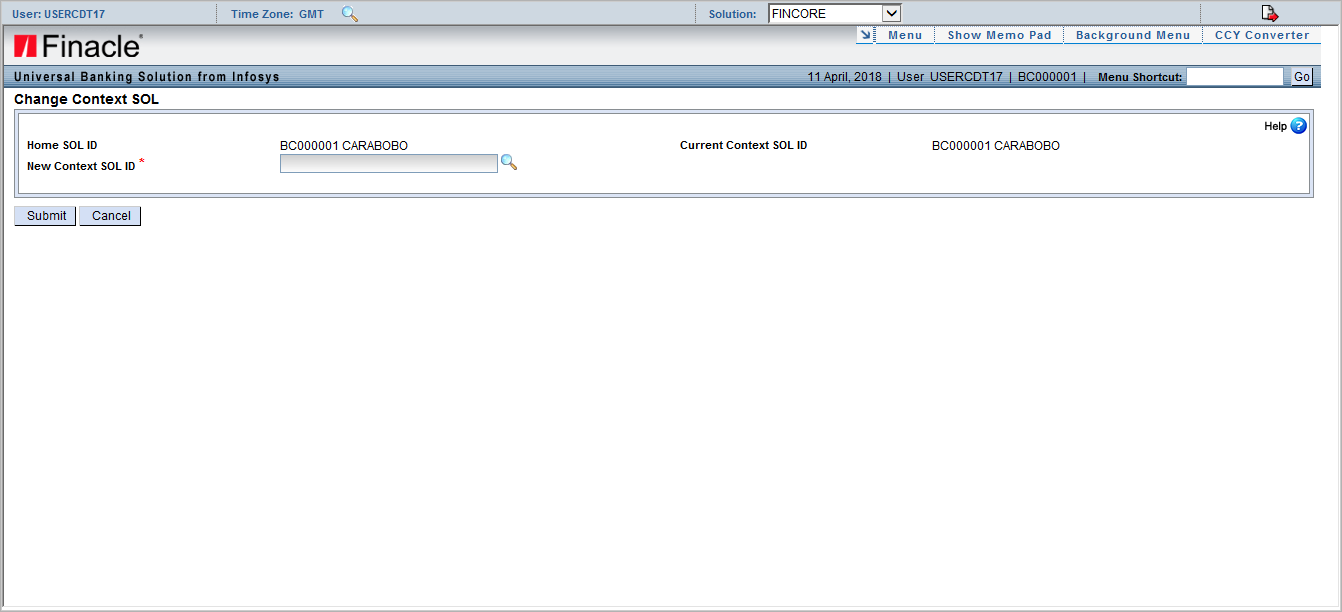 User: USERCDT17 Time Zone: GMT Solution: FINCORE
Finacle® Menu Show Memo Pad Background Menu CCY Converter
Universal Banking Solution from Infosys 11 April, 2018 | User USERCDT17 | BC000001 | Menu Shortcut: Go
Change Context SOL
Help ?
Home SOL ID BC000001 CARABOBO Current Context SOL ID BC000001 CARABOBO
New Context SOL ID *
Submit Cancel